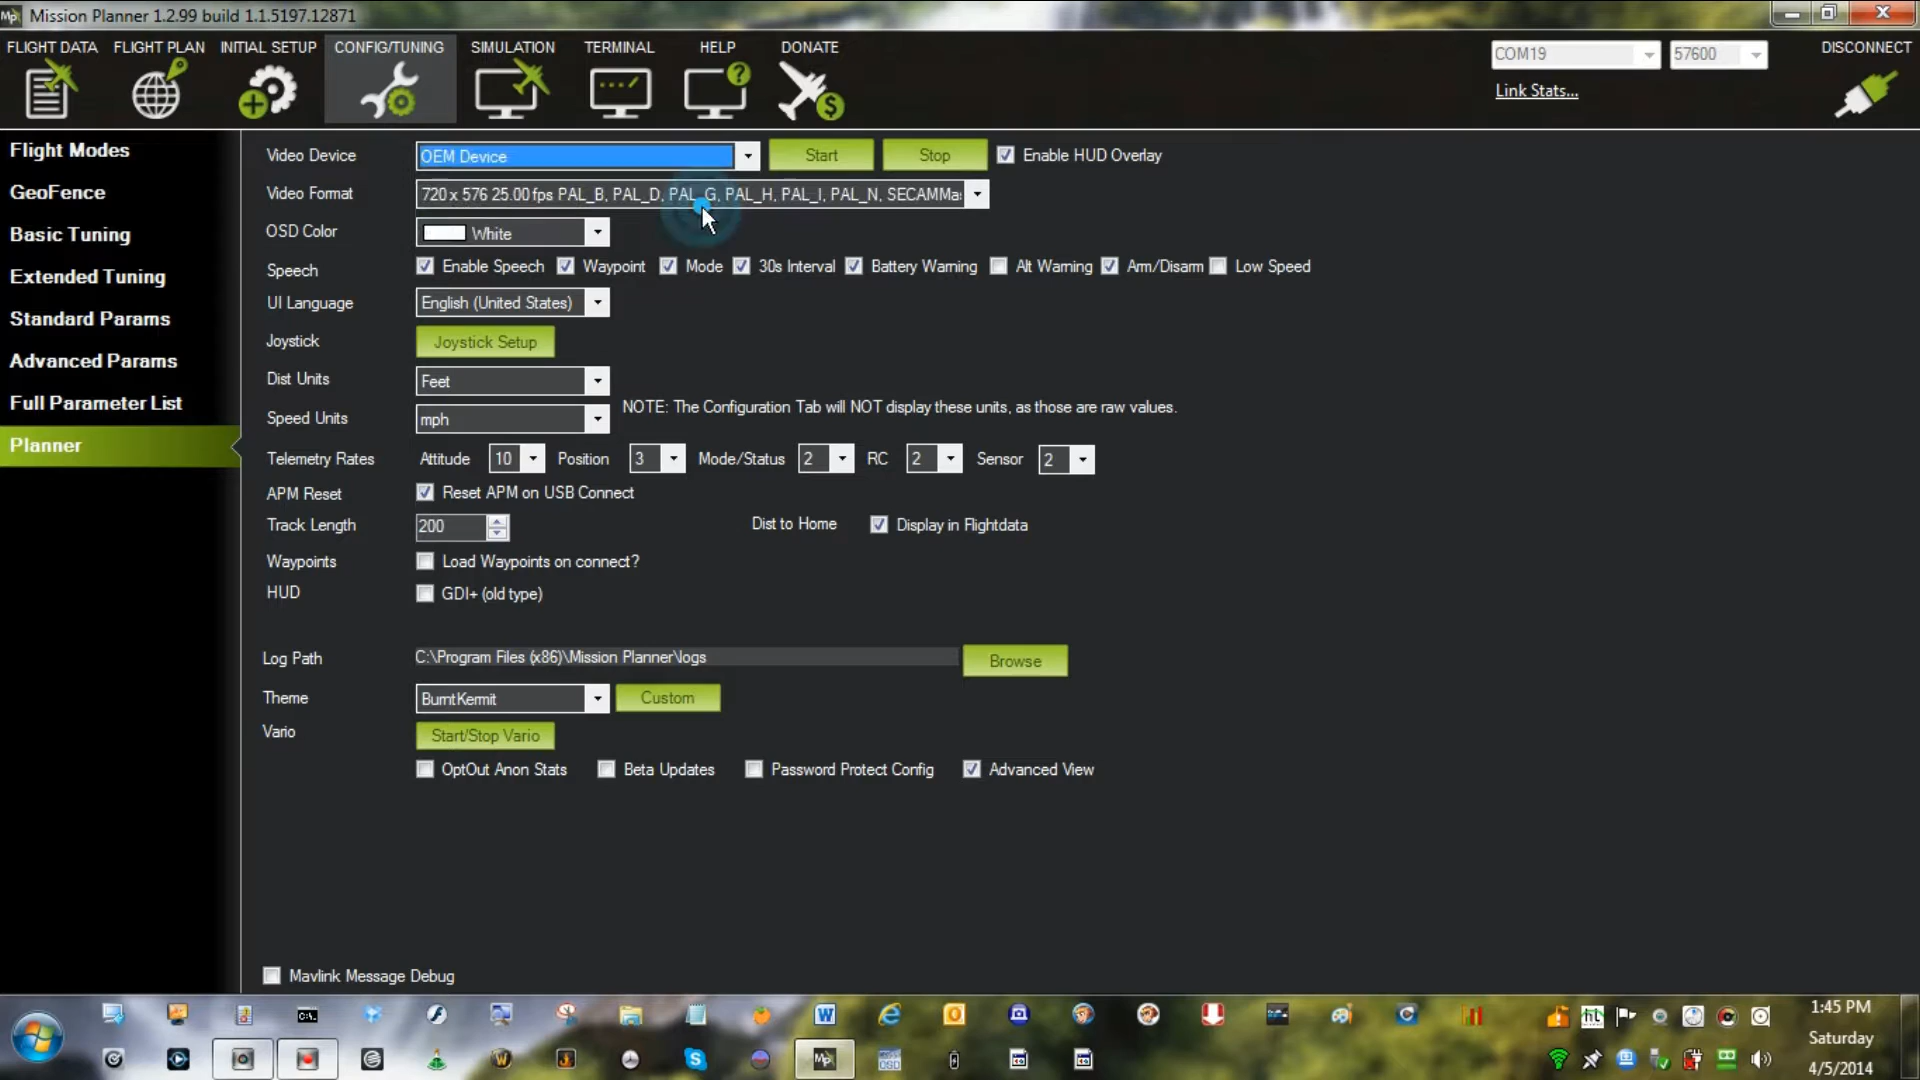 Mission Planner 1.2.99 build 1.1.5197.12871
FLIGHT DATA FLIGHT PLAN INITIAL SETUP CONFIG/TUNING SIMULATION TERMINAL HELP DONATE
COM19 57600 DISCONNECT
Link Stats...
Flight Modes
GeoFence
Basic Tuning
Extended Tuning
Standard Params
Advanced Params
Full Parameter List
Planner
Video Device OEM Device Start Stop Enable HUD Overlay
Video Format 720 x 576 25.00 fps PAL_B, PAL_D, PAL_G, PAL_H, PAL_I, PAL_N, SECAMMa
OSD Color White
Speech Enable Speech Waypoint Mode 30s Interval Battery Warning Alt Warning Arm/Disarm Low Speed
UI Language English (United States)
Joystick Joystick Setup
Dist Units Feet
Speed Units mph NOTE: The Configuration Tab will NOT display these units, as those are raw values.
Telemetry Rates Attitude 10 Position 3 Mode/Status 2 RC 2 Sensor 2
APM Reset Reset APM on USB Connect
Track Length 200 Dist to Home Display in Flightdata
Waypoints Load Waypoints on connect?
HUD GDI+ (old type)
Log Path C:\Program Files (x86)\Mission Planner\logs Browse
Theme BurntKermit Custom
Vario Start/Stop Vario
OptOut Anon Stats Beta Updates Password Protect Config Advanced View
Mavlink Message Debug
1:45 PM
Saturday
4/5/2014